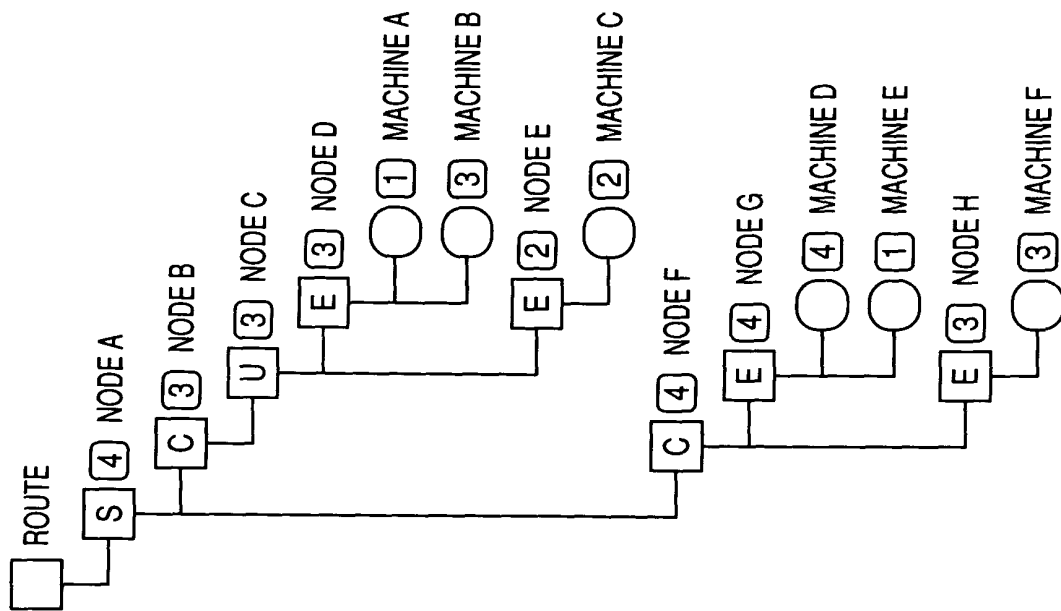 ROUTE
S 4 NODE A
C 3 NODE B
U 3 NODE C
E 3 NODE D
1 MACHINE A
3 MACHINE B
E 2 NODE E
2 MACHINE C
C 4 NODE F
E 4 NODE G
4 MACHINE D
1 MACHINE E
E 3 NODE H
3 MACHINE F